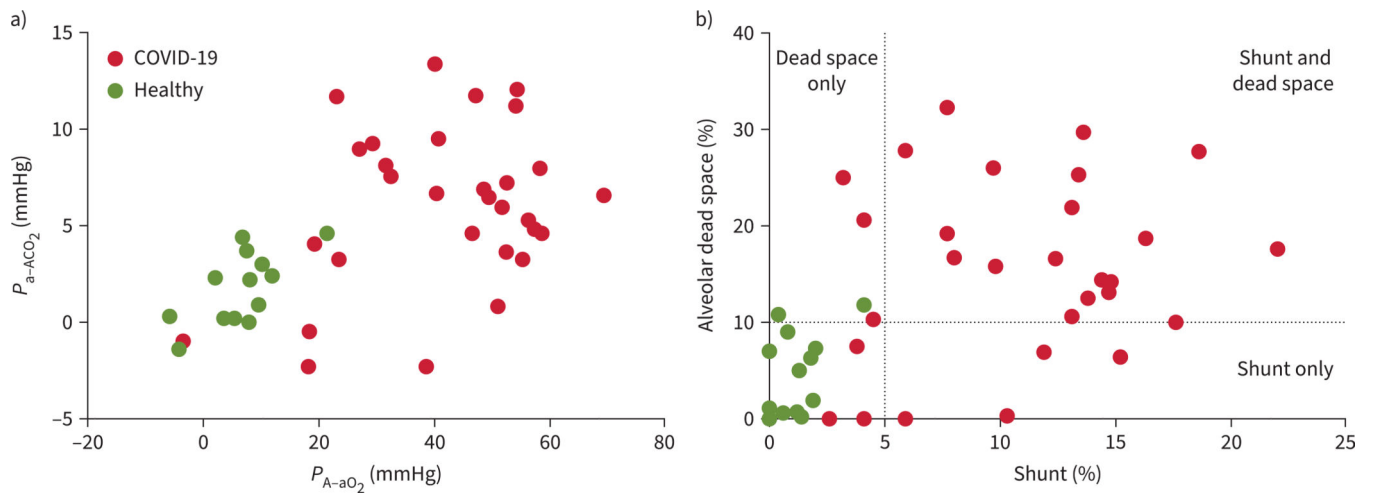 a)
15
10
5
0
−5
−20
0
20
40
60
80
COVID-19
Healthy
Pa–ACO2 (mmHg)
PA–aO2 (mmHg)
b)
40
30
20
10
0
0
5
10
15
20
25
Dead space
only
Shunt and
dead space
Shunt only
Alveolar dead space (%)
Shunt (%)